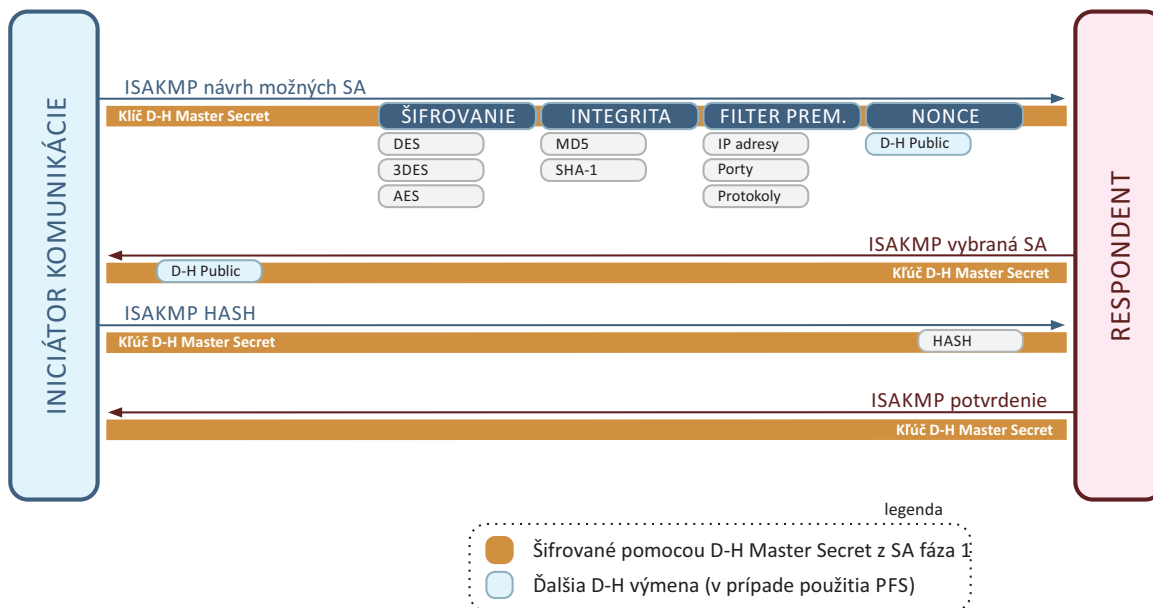 INICIÁTOR KOMUNIKÁCIE
ISAKMP návrh možných SA
Klíč D-H Master Secret
ŠIFROVANIE
INTEGRITA
FILTER PREM.
NONCE
DES
MD5
IP adresy
D-H Public
3DES
SHA-1
Porty
AES
Protokoly
ISAKMP vybraná SA
D-H Public
Kľúč D-H Master Secret
ISAKMP HASH
Kľúč D-H Master Secret
HASH
ISAKMP potvrdenie
Kľúč D-H Master Secret
RESPONDENT
legenda
Šifrované pomocou D-H Master Secret z SA fáza 1
Ďalšia D-H výmena (v prípade použitia PFS)